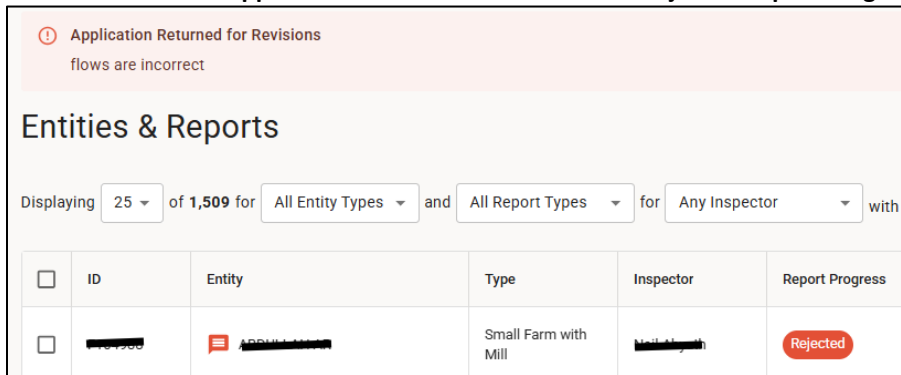 Application Returned for Revisions
flows are incorrect
Entities & Reports
Displaying 25 of 1,509 for All Entity Types and All Report Types for Any Inspector with
ID Entity Type Inspector Report Progress
Small Farm with
Mill
Rejected